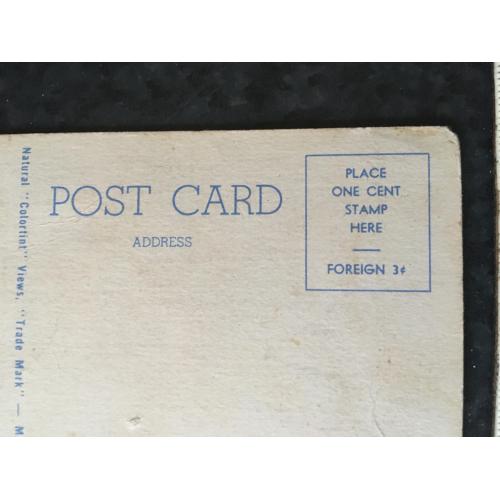 POST CARD
ADDRESS
PLACE
ONE CENT
STAMP
HERE
FOREIGN 3¢
Natural "Colortint" Views, "Trade Mark" — M